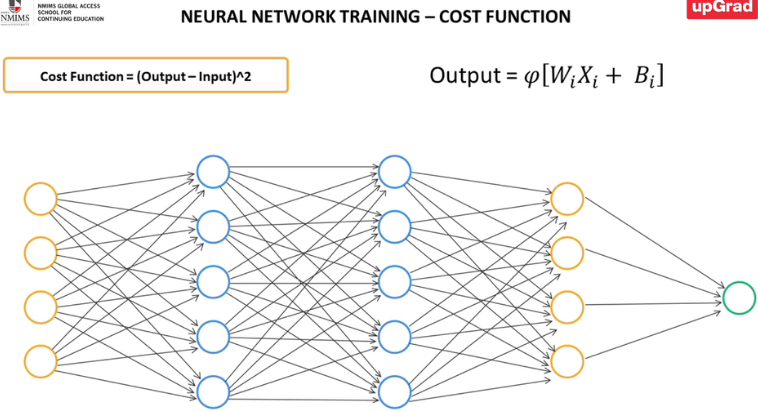 NMIMS
NMIMS GLOBAL ACCESS
SCHOOL FOR
CONTINUING EDUCATION
NEURAL NETWORK TRAINING – COST FUNCTION
upGrad
Cost Function = (Output – Input)^2
Output = φ[WᵢXᵢ + Bᵢ]